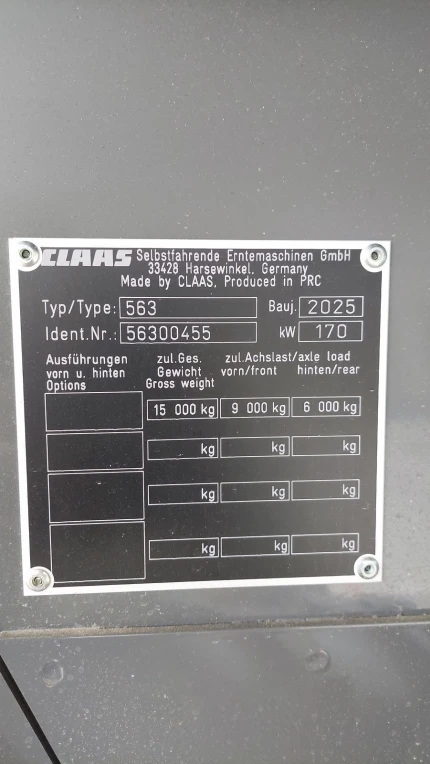 CLAAS Selbstfahrende Erntemaschinen GmbH
33428 Harsewinkel, Germany
Made by CLAAS, Produced in PRC
Typ/Type: 563 Bauj. 2025
Ident.Nr.: 56300455 kW 170
Ausführungen zul.Ges. zul.Achslast/axle load
vorn u. hinten Gewicht vorn/front hinten/rear
Options Gross weight
15 000 kg 9 000 kg 6 000 kg
kg kg kg
kg kg kg
kg kg kg